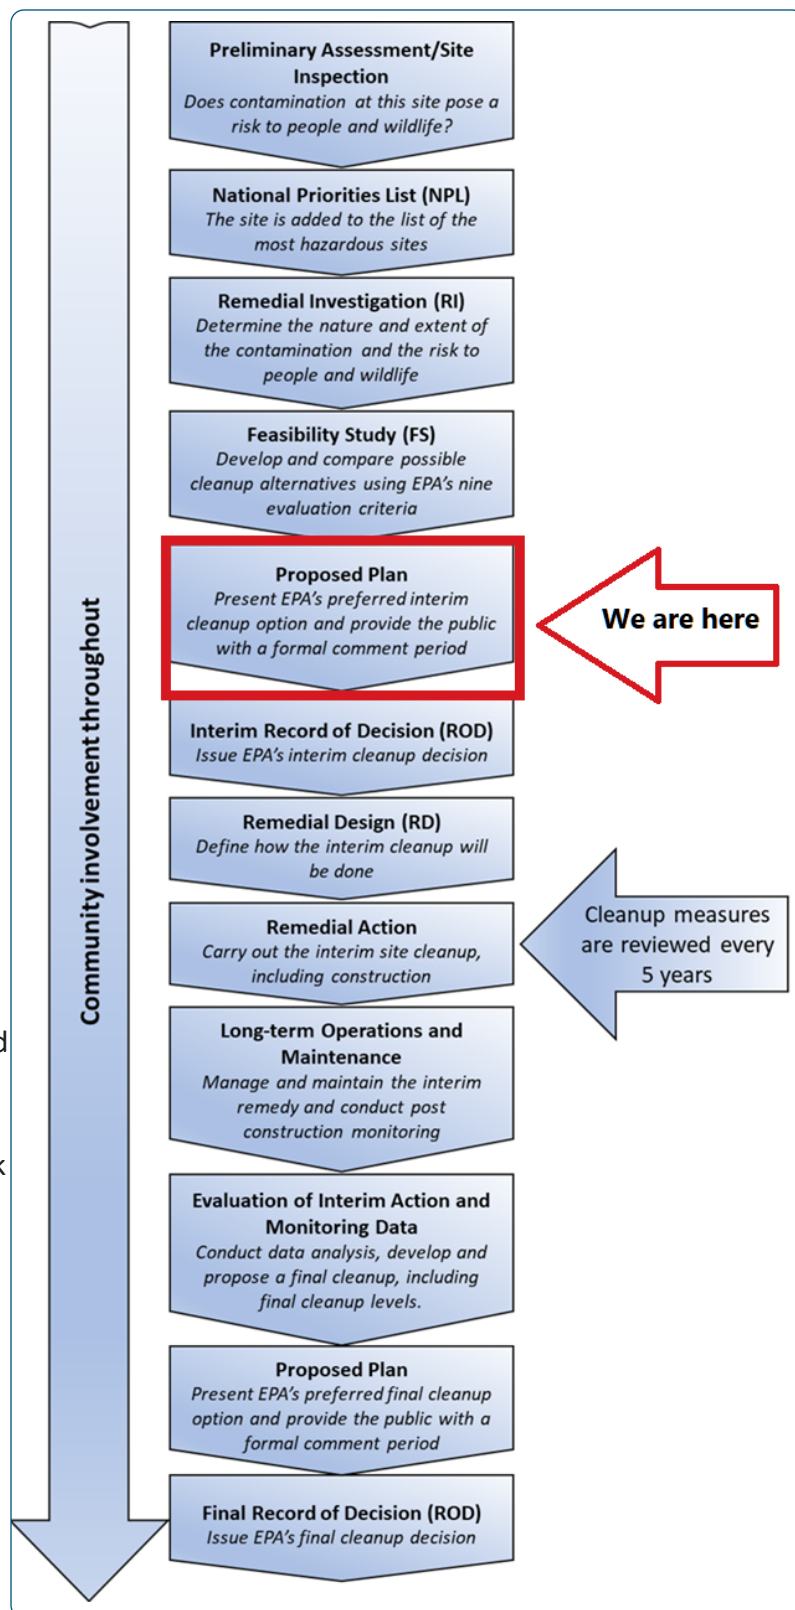 Preliminary Assessment/Site
Inspection
Does contamination at this site pose a
risk to people and wildlife?
National Priorities List (NPL)
The site is added to the list of the
most hazardous sites
Remedial Investigation (RI)
Determine the nature and extent of
the contamination and the risk to
people and wildlife
Feasibility Study (FS)
Develop and compare possible
cleanup alternatives using EPA's nine
evaluation criteria
Proposed Plan
Present EPA's preferred interim
cleanup option and provide the public
with a formal comment period
We are here
Interim Record of Decision (ROD)
Issue EPA's interim cleanup decision
Remedial Design (RD)
Define how the interim cleanup will
be done
Remedial Action
Carry out the interim site cleanup,
including construction
Cleanup measures
are reviewed every
5 years
Long-term Operations and
Maintenance
Manage and maintain the interim
remedy and conduct post
construction monitoring
Evaluation of Interim Action and
Monitoring Data
Conduct data analysis, develop and
propose a final cleanup, including
final cleanup levels.
Proposed Plan
Present EPA's preferred final cleanup
option and provide the public with a
formal comment period
Final Record of Decision (ROD)
Issue EPA's final cleanup decision
Community involvement throughout